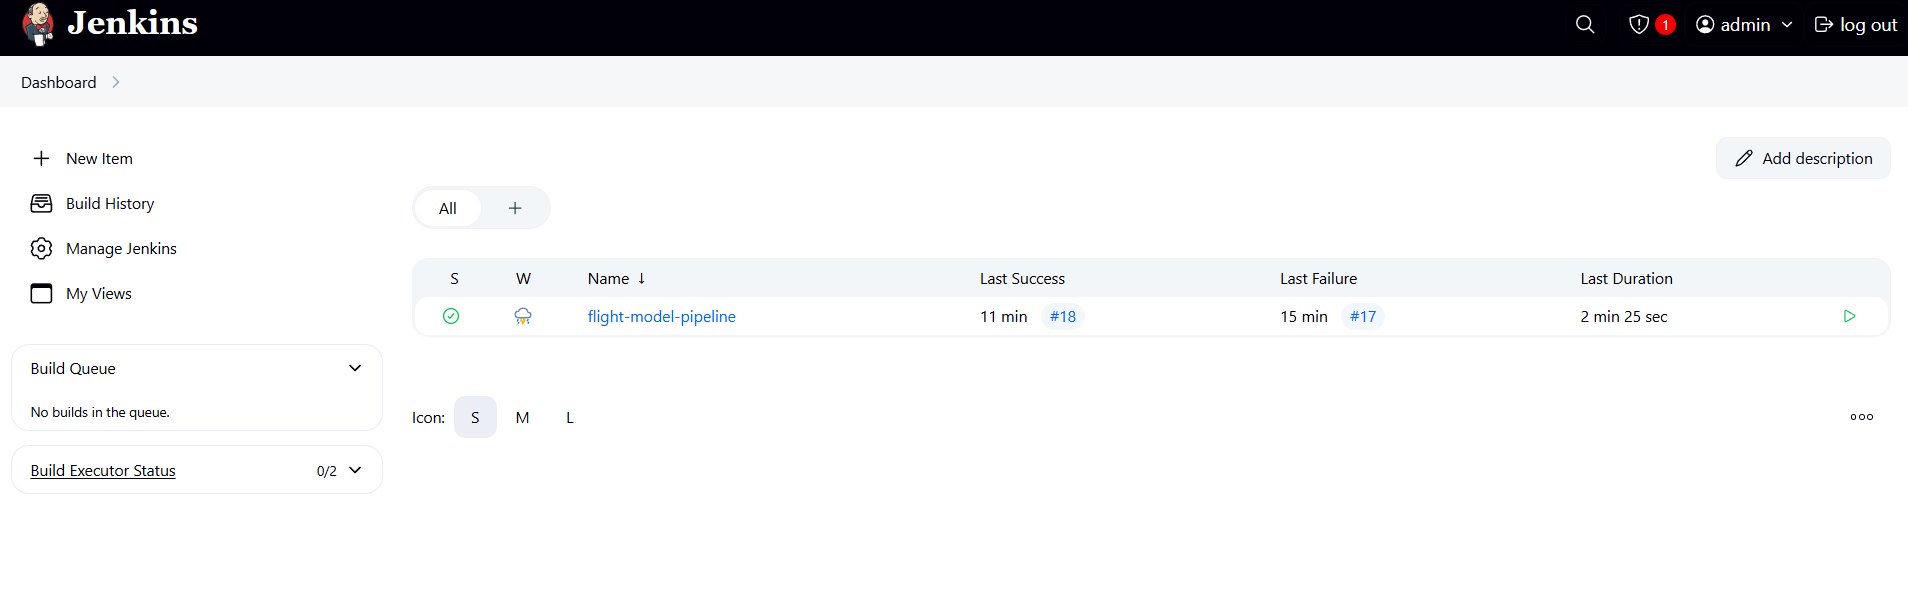 Jenkins
1
admin
log out
Dashboard
New Item
Build History
Manage Jenkins
My Views
Build Queue
No builds in the queue.
Build Executor Status 0/2
Add description
All +
S W Name ↓ Last Success Last Failure Last Duration
flight-model-pipeline 11 min #18 15 min #17 2 min 25 sec
Icon: S M L